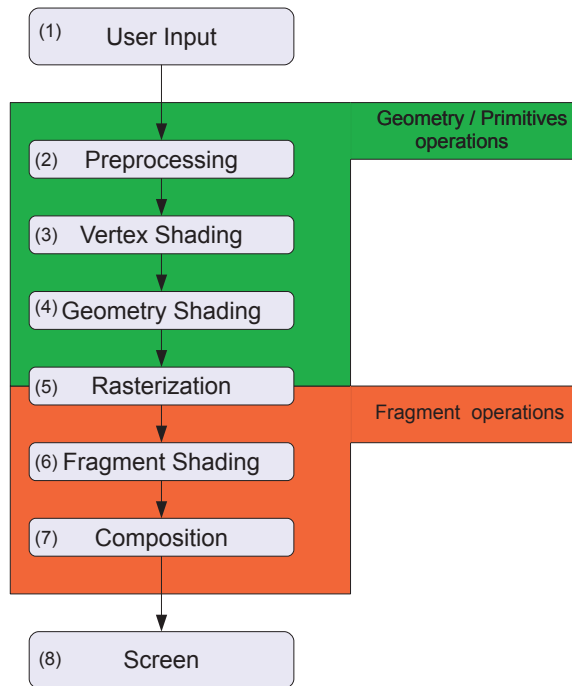 (1) User Input
Geometry / Primitives
operations
(2) Preprocessing
(3) Vertex Shading
(4) Geometry Shading
(5) Rasterization
Fragment operations
(6) Fragment Shading
(7) Composition
(8) Screen